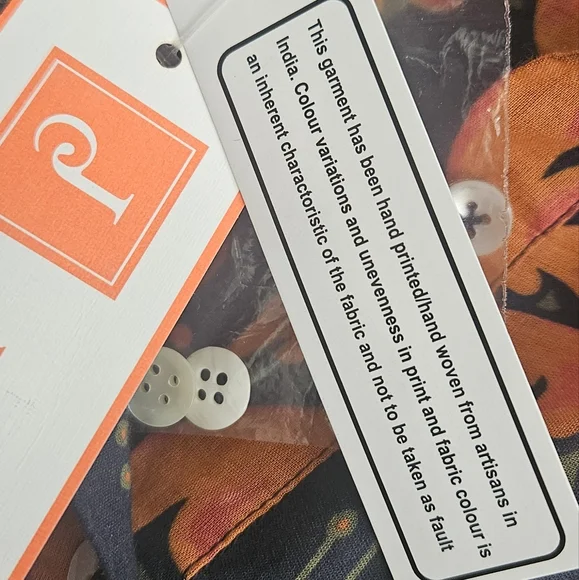 This garment has been hand printed/hand woven from artisans in
India. Colour variations and unevenness in print and fabric colour is
an inherent charactoristic of the fabric and not to be taken as fault
P